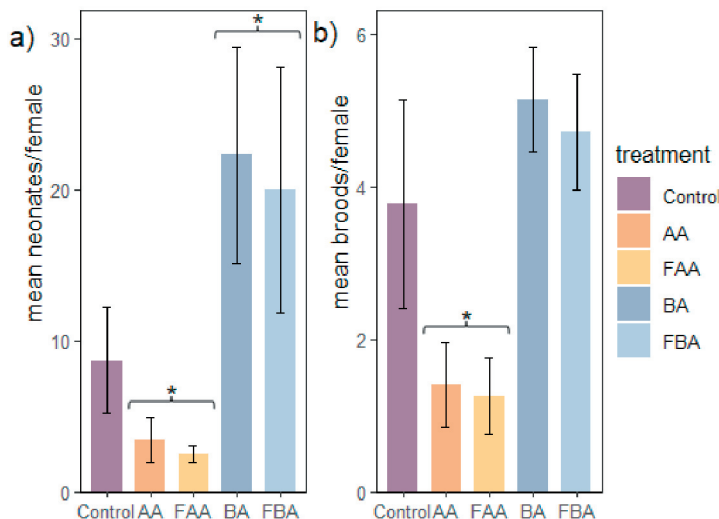 a)
mean neonates/female
30
20
10
0
*
*
Control AA FAA BA FBA
b)
mean broods/female
6
4
2
0
*
Control AA FAA BA FBA
treatment
Control
AA
FAA
BA
FBA